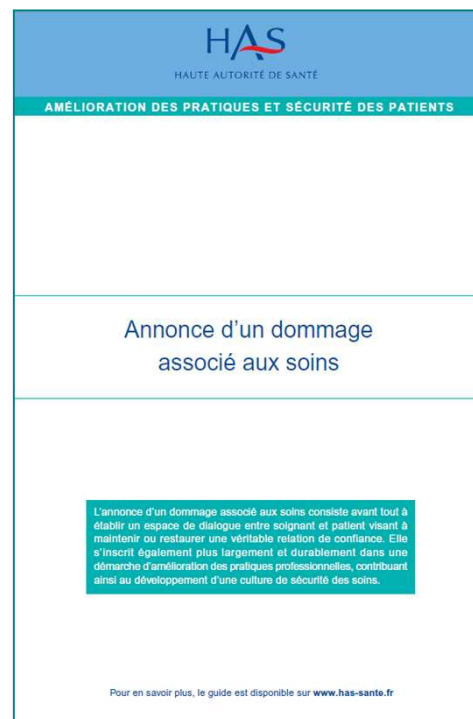 HAS
HAUTE AUTORITÉ DE SANTÉ
AMÉLIORATION DES PRATIQUES ET SÉCURITÉ DES PATIENTS
Annonce d'un dommage
associé aux soins
L'annonce d'un dommage associé aux soins consiste avant tout à
établir un espace de dialogue entre soignant et patient visant à
maintenir ou restaurer une véritable relation de confiance. Elle
s'inscrit également plus largement et durablement dans une
démarche d'amélioration des pratiques professionnelles, contribuant
ainsi au développement d'une culture de sécurité des soins.
Pour en savoir plus, le guide est disponible sur www.has-sante.fr